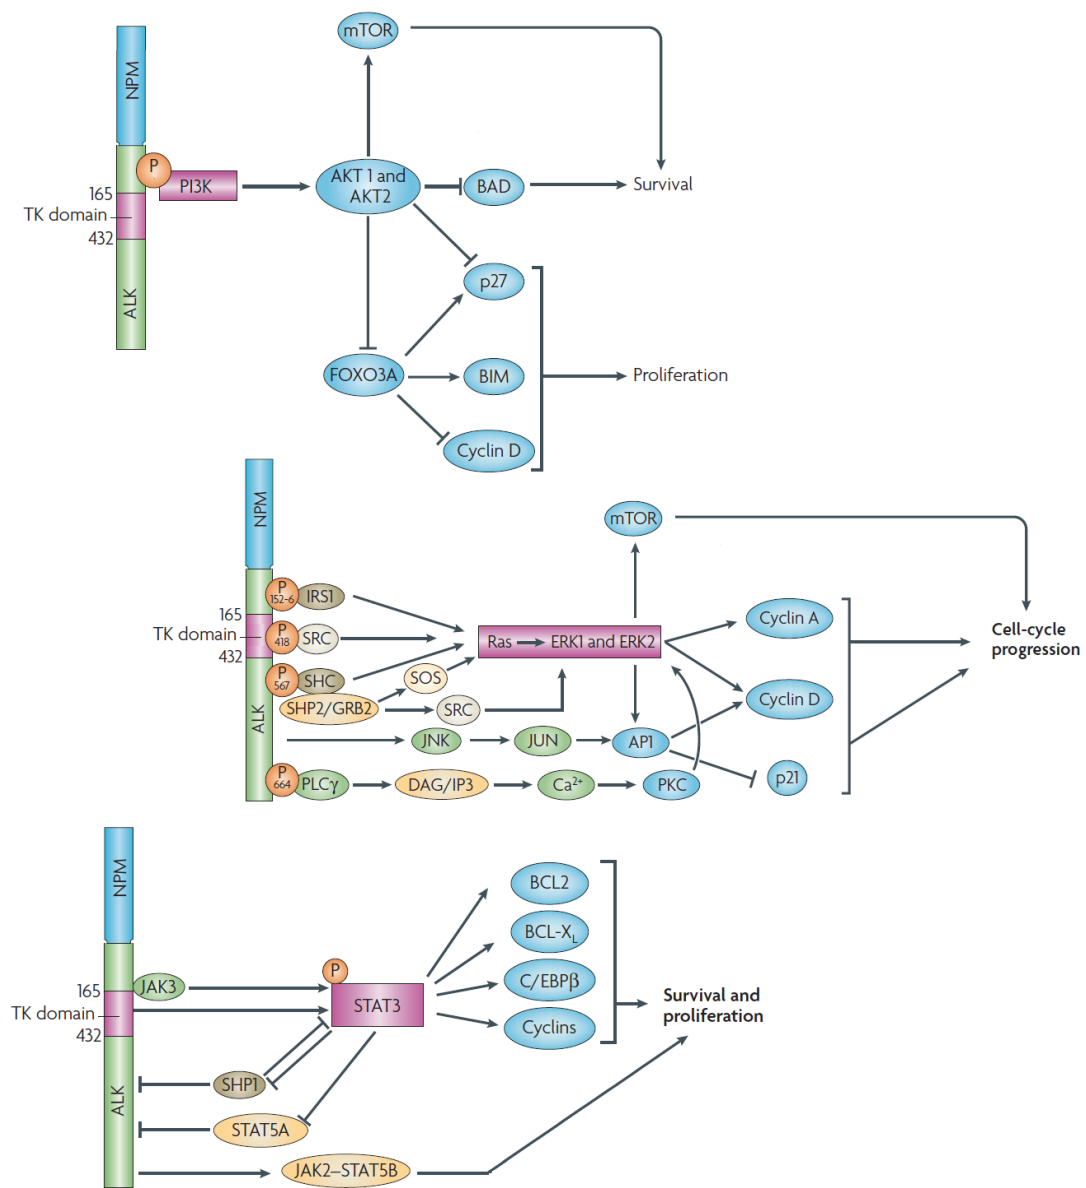 mTOR
NPM
P
PI3K
AKT 1 and
AKT2
BAD
Survival
165
TK domain
432
p27
ALK
FOXO3A
BIM
Proliferation
Cyclin D
NPM
mTOR
P
152-6
IRS1
165
TK domain
432
P
418
SRC
Ras
ERK1 and ERK2
Cyclin A
Cell-cycle
progression
P
567
SHC
SOS
SHP2/GRB2
SRC
Cyclin D
ALK
JNK
JUN
AP1
P
664
PLCγ
DAG/IP3
Ca2+
PKC
p21
NPM
BCL2
BCL-XL
P
JAK3
165
TK domain
432
STAT3
C/EBPβ
Cyclins
Survival and
proliferation
SHP1
ALK
STAT5A
JAK2–STAT5B